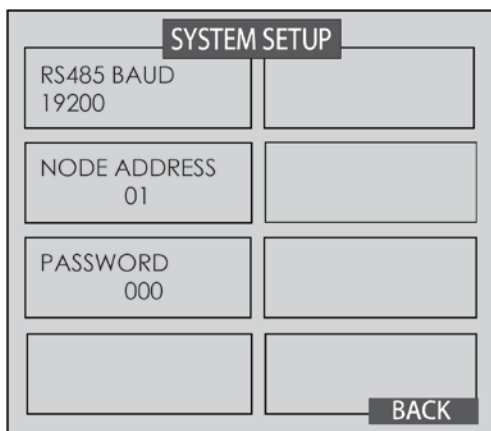 SYSTEM SETUP
RS485 BAUD
19200
NODE ADDRESS
01
PASSWORD
000
BACK